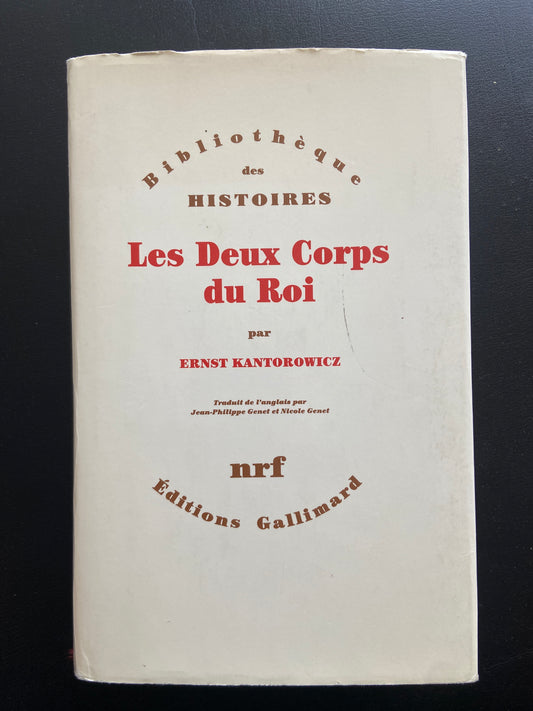 Bibliothèque
des
HISTOIRES
Les Deux Corps
du Roi
par
ERNST KANTOROWICZ
Traduit de l'anglais par
Jean-Philippe Genet et Nicole Genet
nrf
Éditions Gallimard